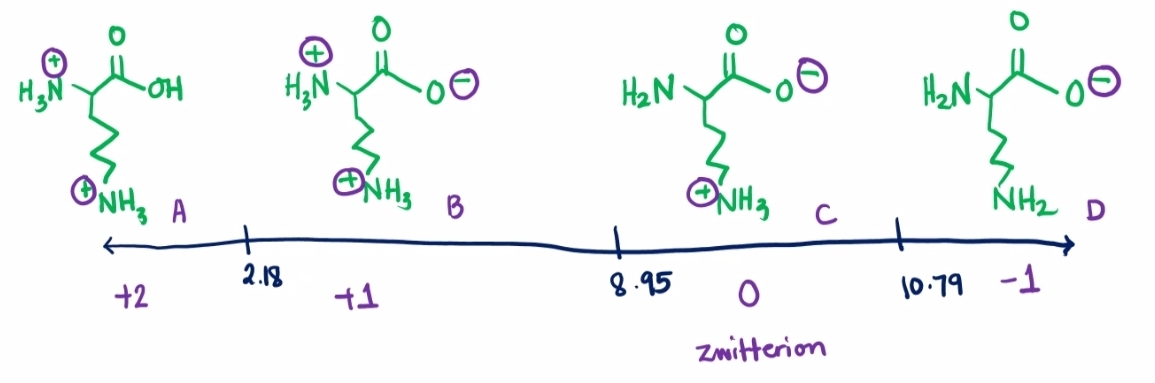 O O O O
⊕ ⊕
H₃N OH H₃N O⊖ H₂N O⊖ H₂N O⊖
⊕NH₃ A ⊕NH₃ B ⊕NH₃ C NH₂ D
2.18 8.95 10.79
+2 +1 0 -1
zwitterion